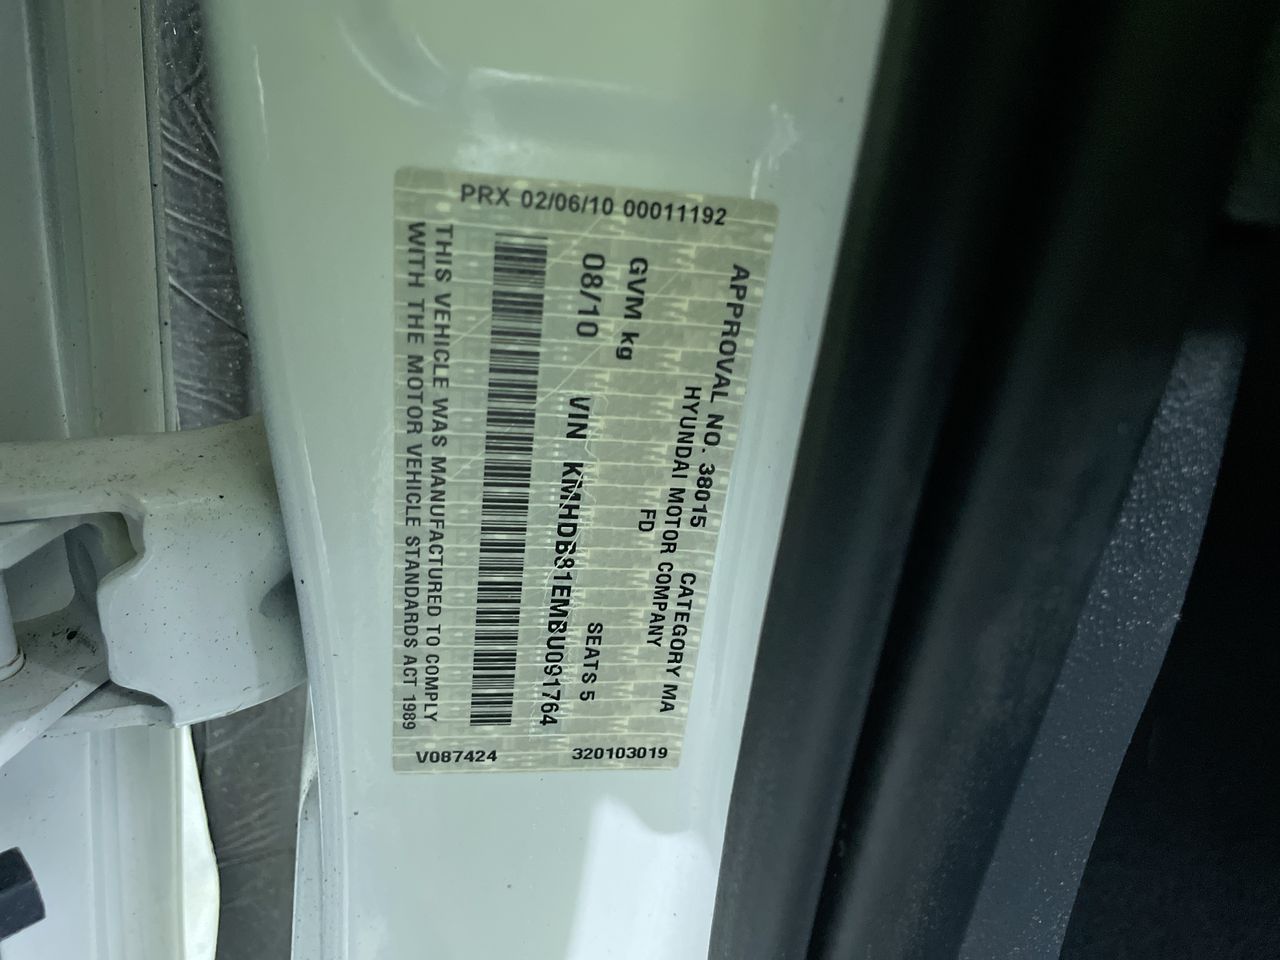 PRX 02/06/10 00011192
APPROVAL NO. 38015 CATEGORY MA
HYUNDAI MOTOR COMPANY
FD
GVM kg SEATS 5
08/10 VIN KMHDB81EMBU091764
THIS VEHICLE WAS MANUFACTURED TO COMPLY
WITH THE MOTOR VEHICLE STANDARDS ACT 1989
V087424 320103019